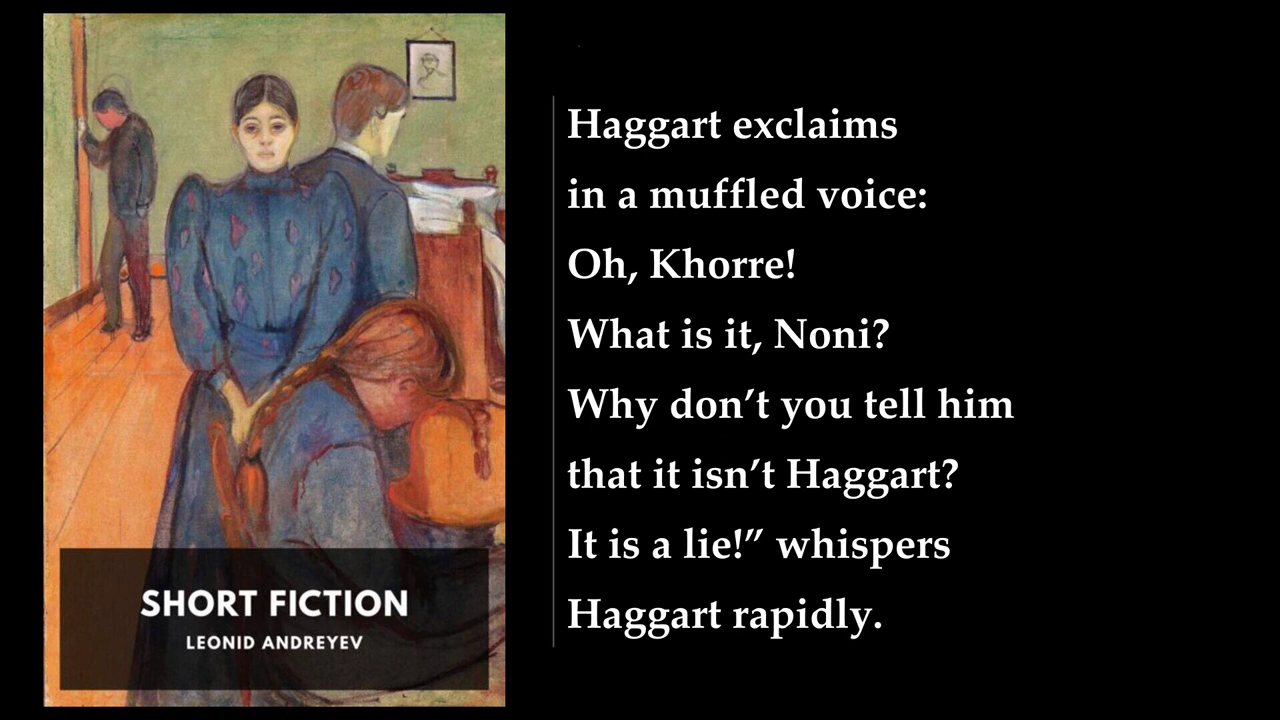 SHORT FICTION
LEONID ANDREYEV
Haggart exclaims
in a muffled voice:
Oh, Khorre!
What is it, Noni?
Why don’t you tell him
that it isn’t Haggart?
It is a lie!” whispers
Haggart rapidly.